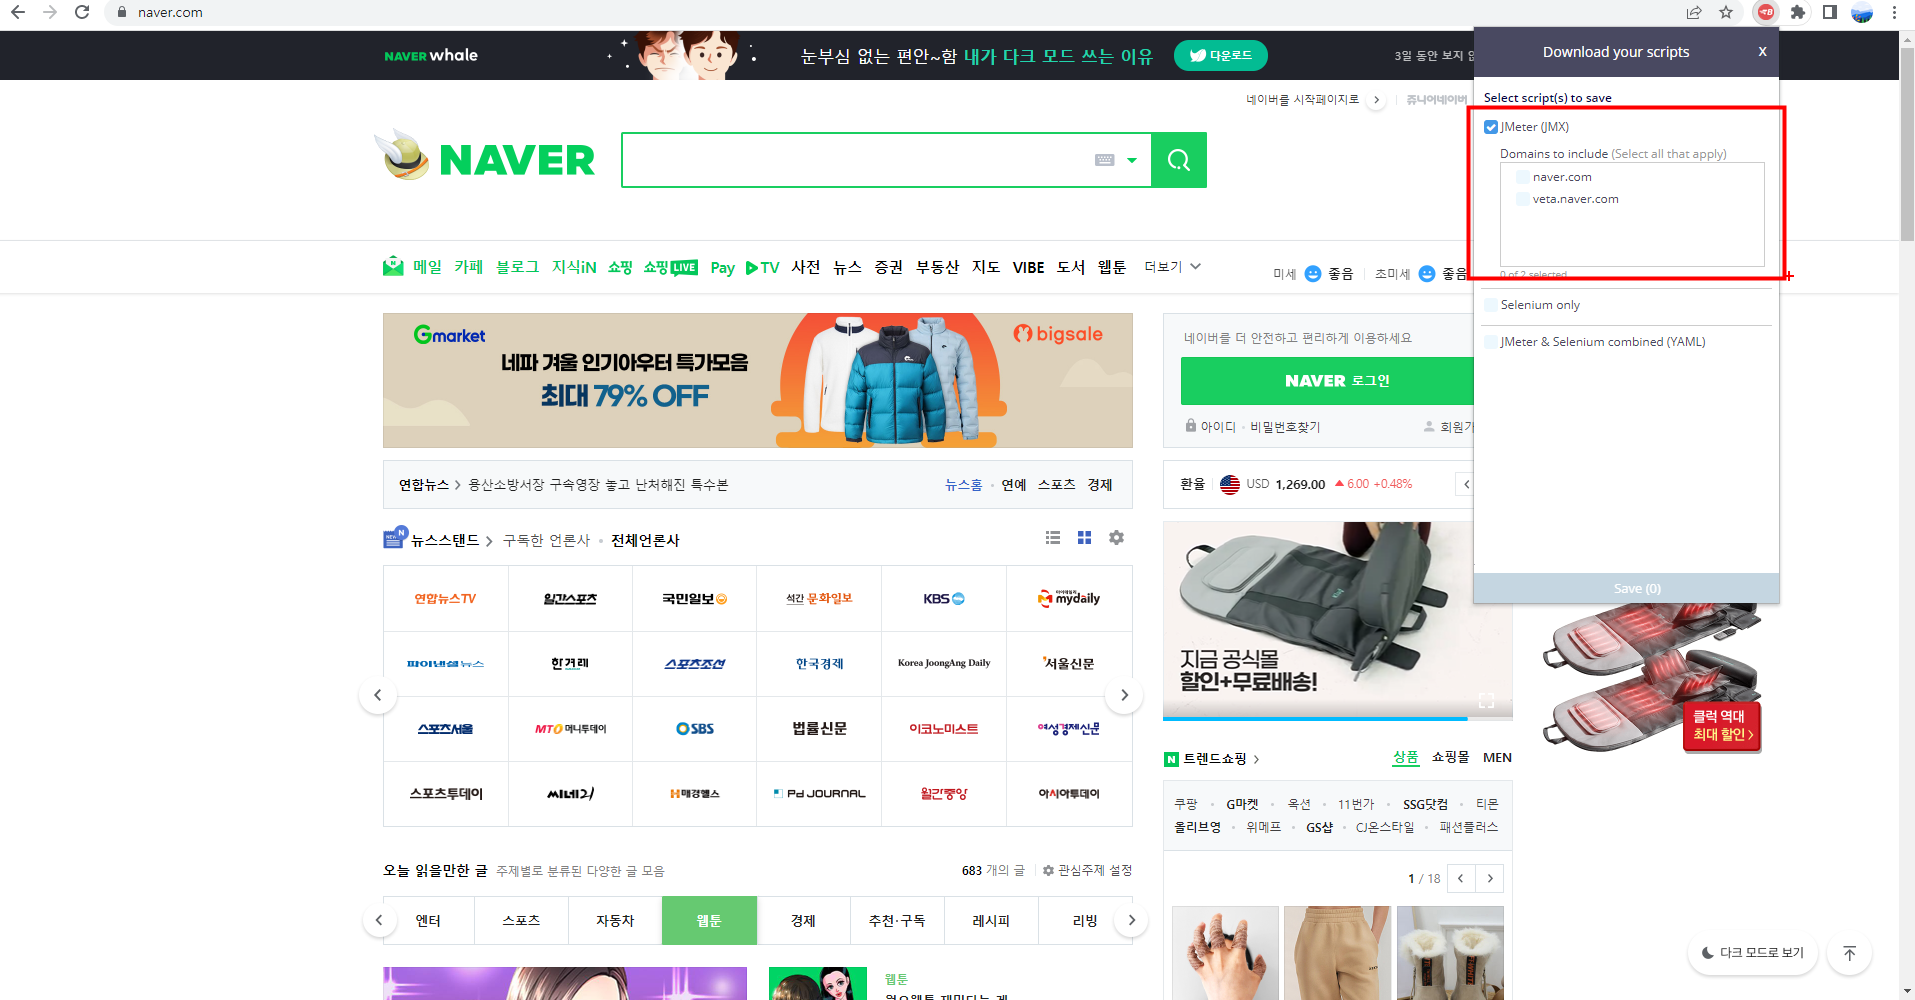 naver.com
NAVER whale
눈부심 없는 편안~함 내가 다크 모드 쓰는 이유
다운로드
3일 동안 보지
Download your scripts
X
네이버를 시작페이지로
쥬니어네이버
Select script(s) to save
JMeter (JMX)
Domains to include (Select all that apply)
naver.com
veta.naver.com
0 of 2 selected
Selenium only
JMeter & Selenium combined (YAML)
Save (0)
NAVER
메일 카페 블로그 지식iN 쇼핑 쇼핑LIVE Pay TV 사전 뉴스 증권 부동산 지도 VIBE 도서 웹툰 더보기
미세 좋음 초미세 좋음
Gmarket
bigsale
네파 겨울 인기아우터 특가모음
최대 79% OFF
네이버를 더 안전하고 편리하게 이용하세요
NAVER 로그인
아이디 · 비밀번호찾기
회원가
연합뉴스 > 용산소방서장 구속영장 놓고 난처해진 특수본
뉴스홈 · 연예 스포츠 경제
환율 USD 1,269.00 ▲ 6.00 +0.48%
NEW N 뉴스스탠드 > 구독한 언론사 · 전체언론사
연합뉴스TV 일간스포츠 국민일보 석간 문화일보 KBS 마이데일리 mydaily
파이낸셜뉴스 한겨레 스포츠조선 한국경제 Korea JoongAng Daily 서울신문
스포츠서울 MTO 머니투데이 SBS 법률신문 이코노미스트 여성경제신문
스포츠투데이 씨네21 매경헬스 Pd JOURNAL 월간중앙 아시아투데이
지금 공식몰
할인+무료배송!
클럭 역대
최대 할인 >
N 트렌드쇼핑 >
상품 쇼핑몰 MEN
쿠팡 · G마켓 · 옥션 · 11번가 · SSG닷컴 · 티몬
올리브영 · 위메프 · GS샵 · CJ온스타일 · 패션플러스
1 / 18
오늘 읽을만한 글 주제별로 분류된 다양한 글 모음
683 개의 글
관심주제 설정
엔터 스포츠 자동차 웹툰 경제 추천·구독 레시피 리빙
웹툰
다크 모드로 보기